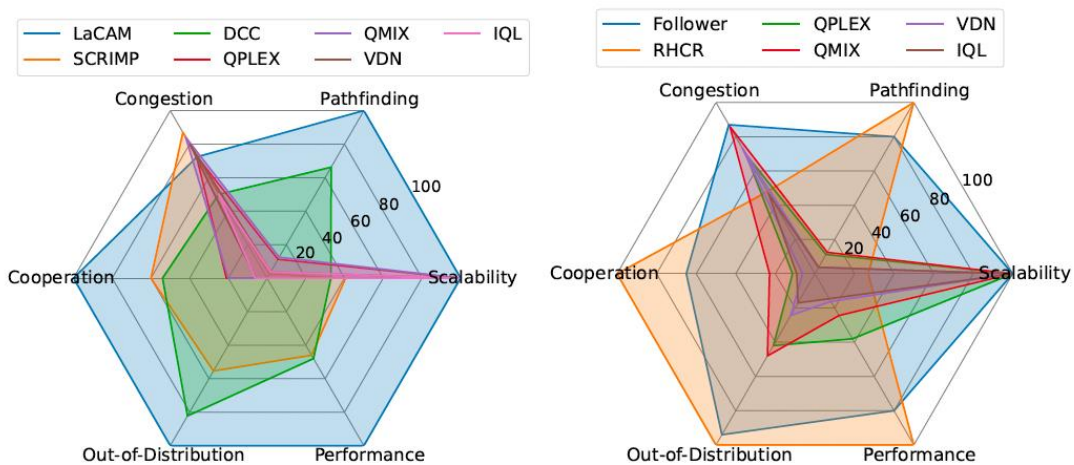 LaCAM DCC QMIX IQL
SCRIMP QPLEX VDN
Congestion Pathfinding
100
80
60
40
20
Cooperation Scalability
Out-of-Distribution Performance
Follower QPLEX VDN
RHCR QMIX IQL
Congestion Pathfinding
100
80
60
40
20
Cooperation Scalability
Out-of-Distribution Performance